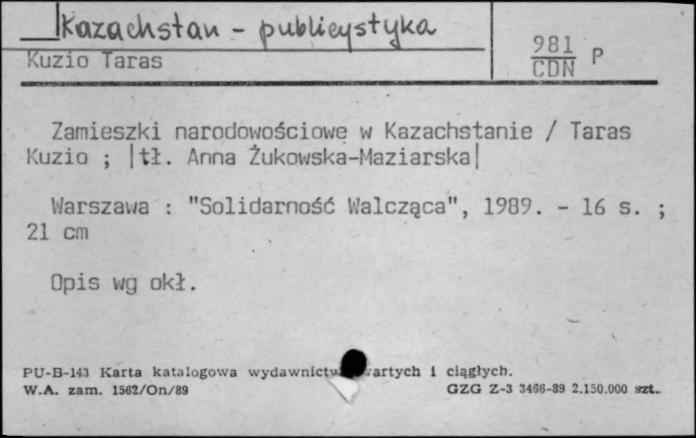 Kazachstan - publicystyka
Kuzio Taras
981 P
CDN
Zamieszki narodowościowe w Kazachstanie / Taras
Kuzio ; |tł. Anna Żukowska-Maziarska|
Warszawa : "Solidarność Walcząca", 1989. - 16 s. ;
21 cm
Opis wg okł.
PU-B-143 Karta katalogowa wydawnictw artych i ciągłych.
W.A. zam. 1562/On/89 GZG Z-3 3466-89 2.150.000 szt.